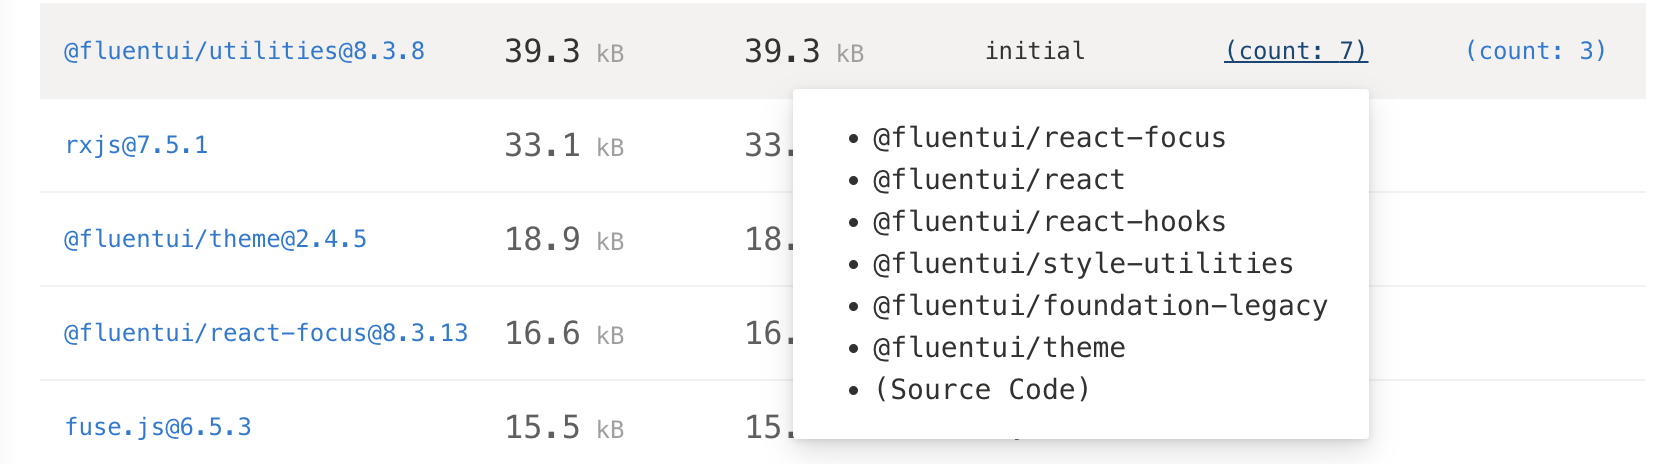 @fluentui/utilities@8.3.8 39.3 kB 39.3 kB initial (count: 7) (count: 3)
rxjs@7.5.1 33.1 kB 33.
@fluentui/theme@2.4.5 18.9 kB 18.
@fluentui/react-focus@8.3.13 16.6 kB 16.
fuse.js@6.5.3 15.5 kB 15.
• @fluentui/react-focus
• @fluentui/react
• @fluentui/react-hooks
• @fluentui/style-utilities
• @fluentui/foundation-legacy
• @fluentui/theme
• (Source Code)